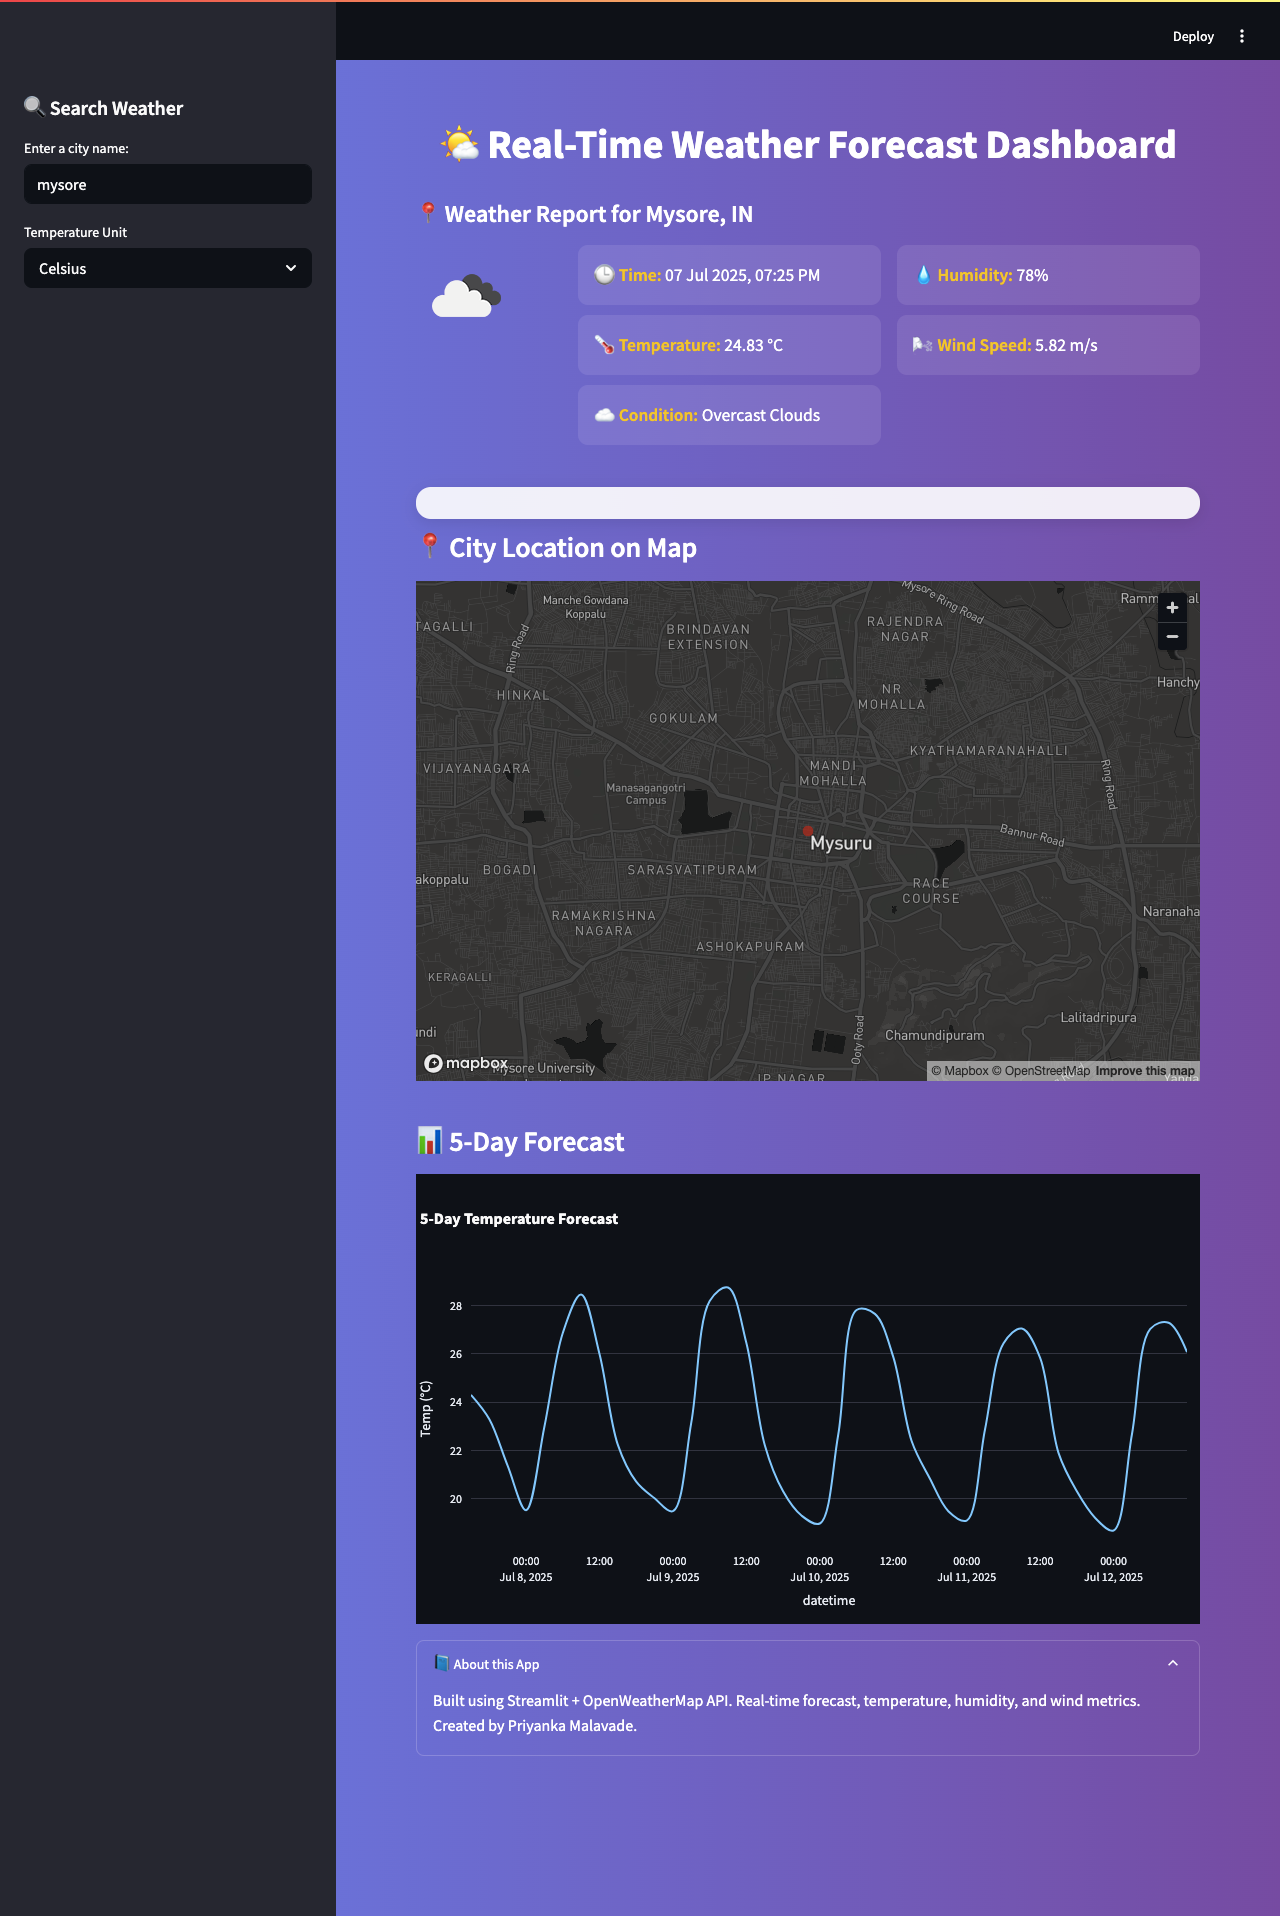 Deploy
🔍 Search Weather
Enter a city name:
mysore
Temperature Unit
Celsius
🌤️ Real-Time Weather Forecast Dashboard
📍 Weather Report for Mysore, IN
🕒 Time: 07 Jul 2025, 07:25 PM
💧 Humidity: 78%
🌡️ Temperature: 24.83 °C
🌬️ Wind Speed: 5.82 m/s
☁️ Condition: Overcast Clouds
📍 City Location on Map
Manche Gowdana
Koppalu
Mysore Ring Road
TAGALLI
BRINDAVAN
EXTENSION
RAJENDRA
NAGAR
Ring Road
Hanchy
HINKAL
NR
MOHALLA
GOKULAM
KYATHAMARANAHALLI
VIJAYANAGARA
MANDI
MOHALLA
Ring Road
Manasagangotri
Campus
Bannur Road
Mysuru
BOGADI
SARASVATIPURAM
akoppalu
RACE
COURSE
RAMAKRISHNA
NAGARA
Naranaha
ASHOKAPURAM
KERAGALLI
Lalitadripura
undi
Ooty Road
Chamundipuram
mapbox
Mysore University
JP NAGAR
© Mapbox © OpenStreetMap Improve this map
📊 5-Day Forecast
5-Day Temperature Forecast
28
26
24
22
20
Temp (°C)
00:00 12:00 00:00 12:00 00:00 12:00 00:00 12:00 00:00
Jul 8, 2025 Jul 9, 2025 Jul 10, 2025 Jul 11, 2025 Jul 12, 2025
datetime
📘 About this App
Built using Streamlit + OpenWeatherMap API. Real-time forecast, temperature, humidity, and wind metrics.
Created by Priyanka Malavade.